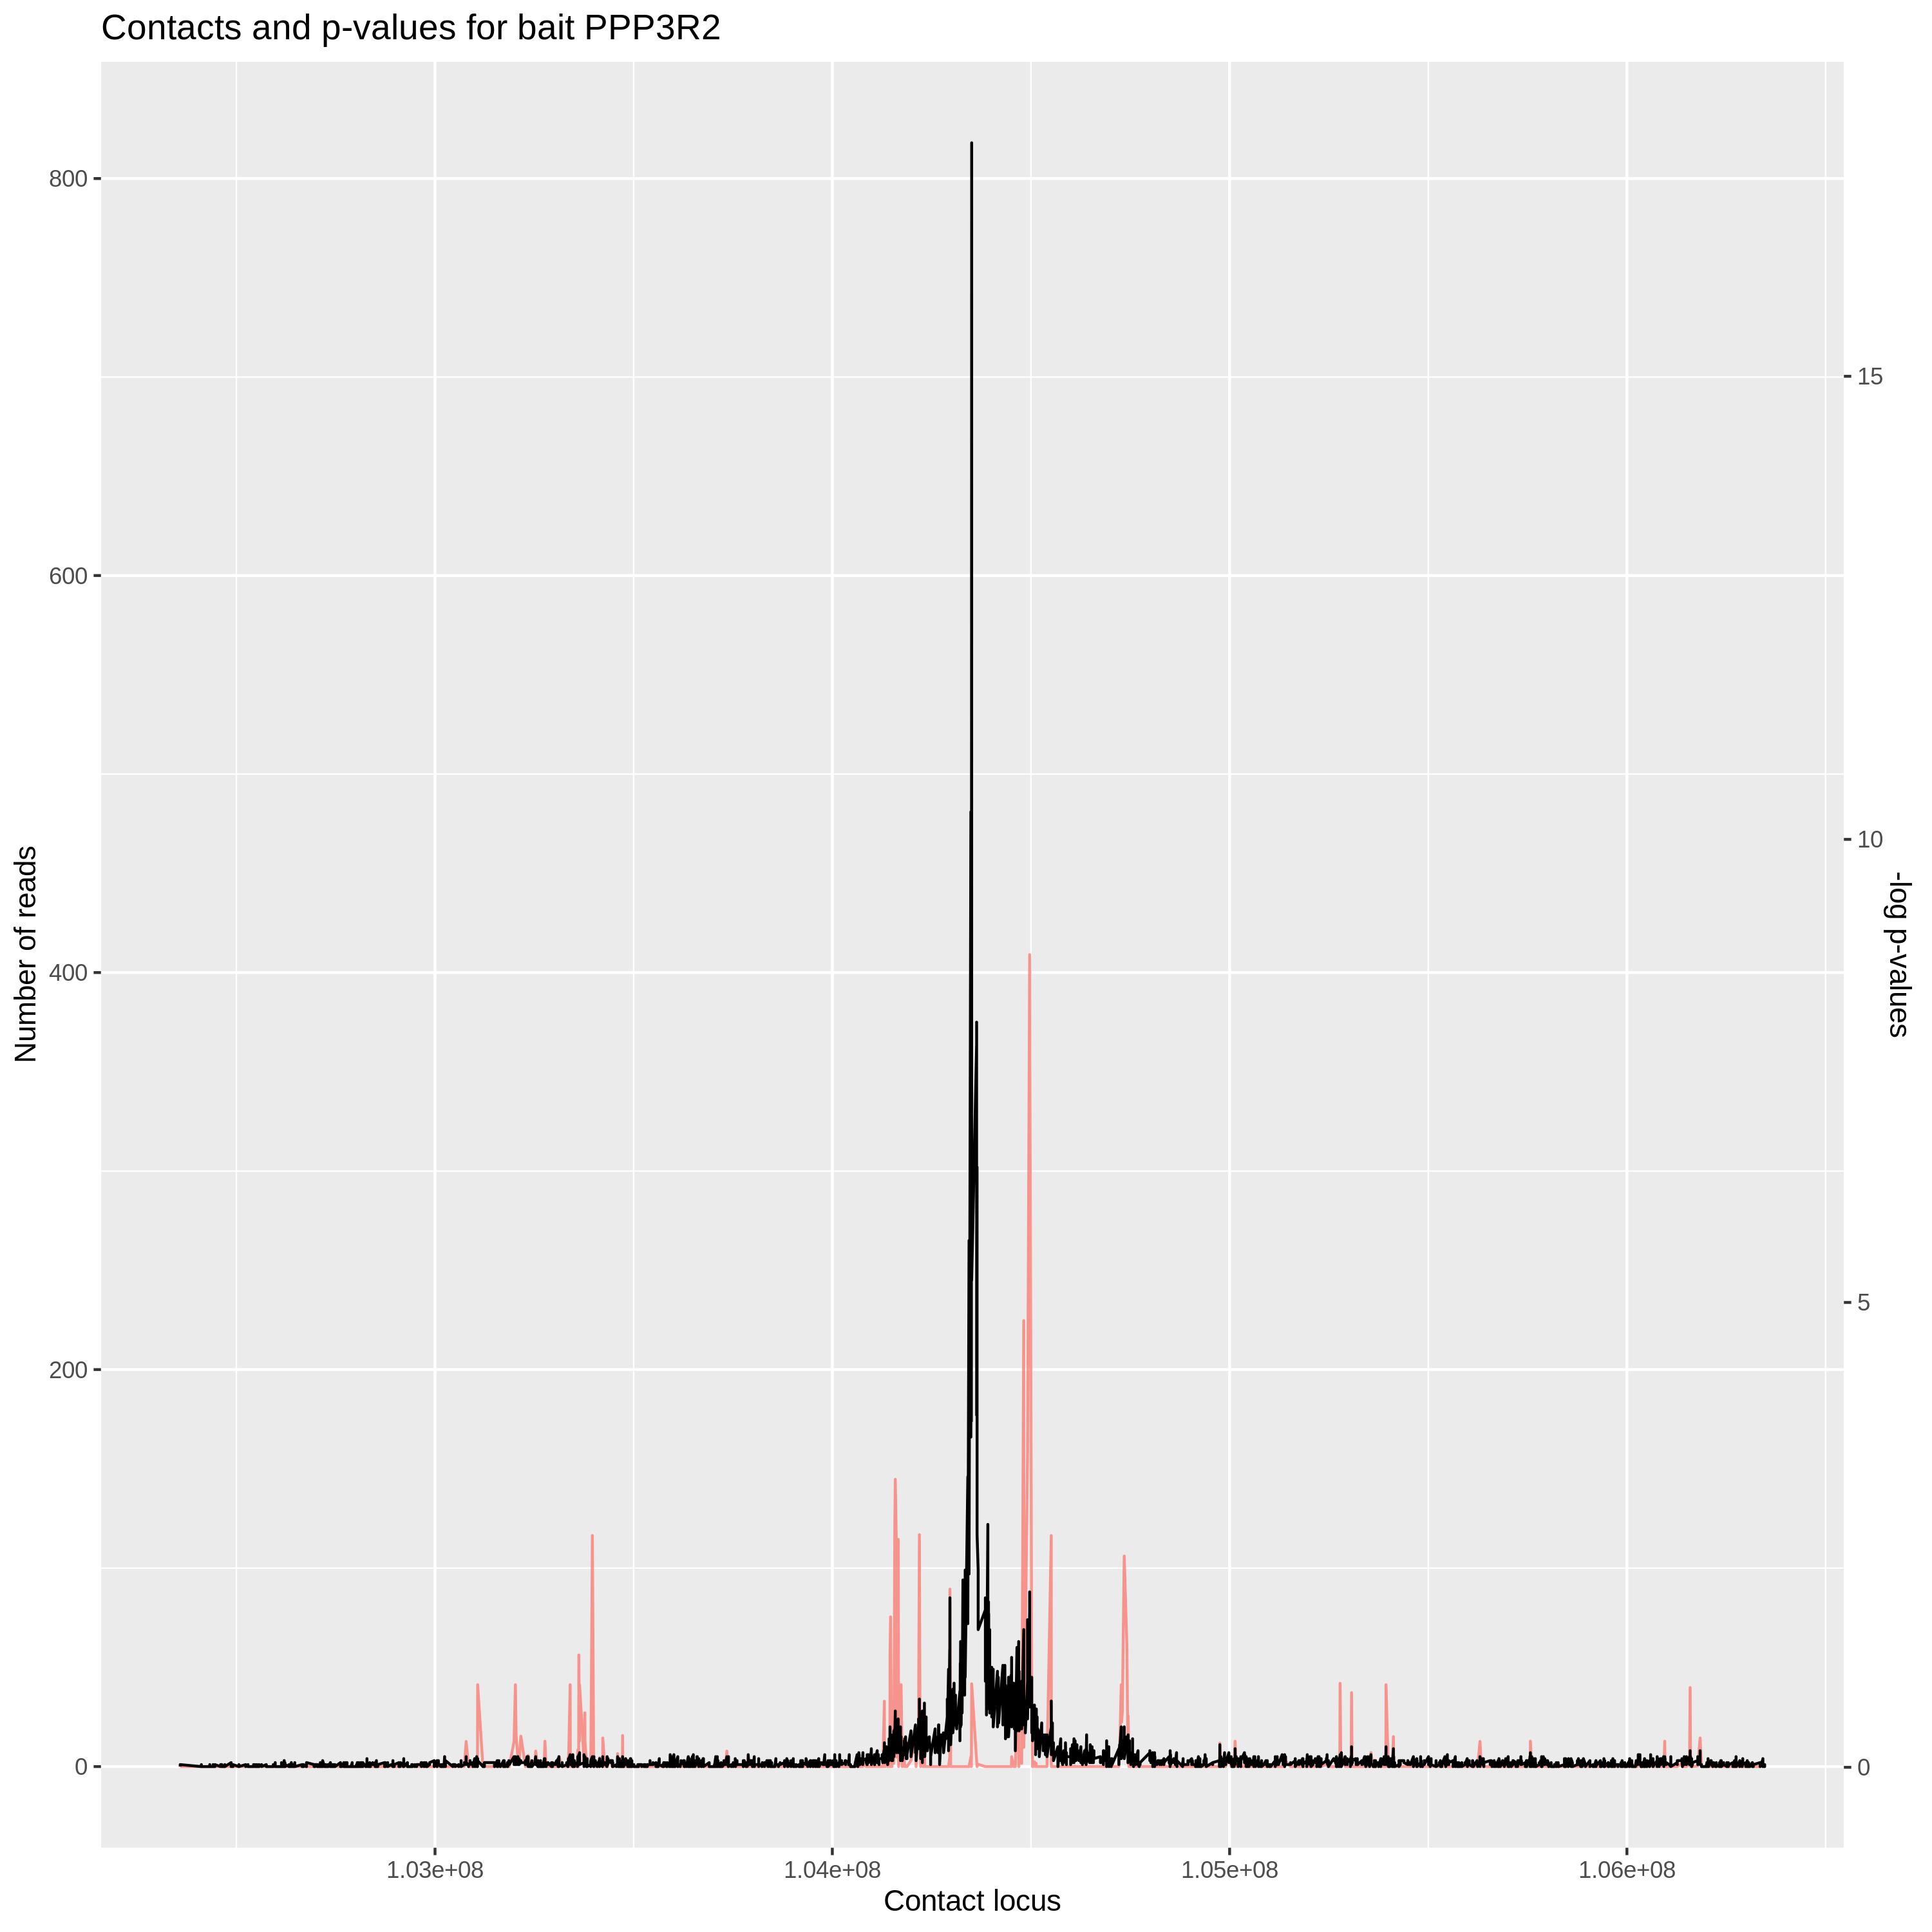 Contacts and p-values for bait PPP3R2
800
600
400
200
0
Number of reads
15
10
5
0
-log p-values
1.03e+08
1.04e+08
1.05e+08
1.06e+08
Contact locus